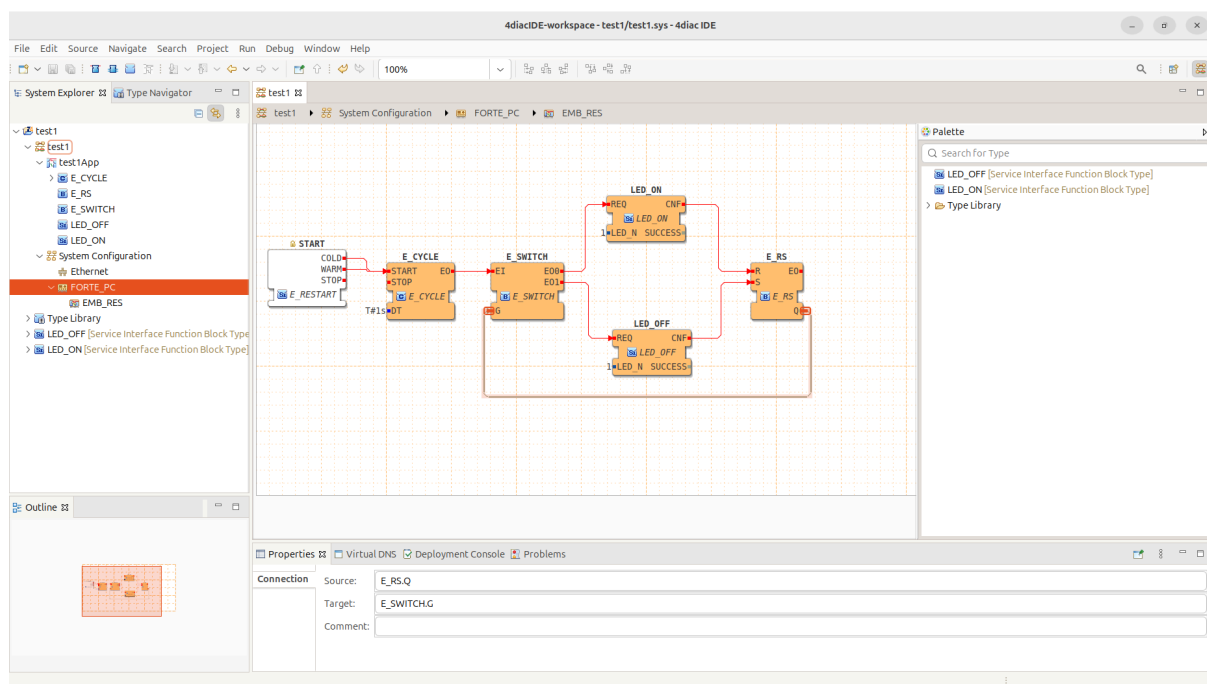 4diacIDE-workspace - test1/test1.sys - 4diac IDE
File Edit Source Navigate Search Project Run Debug Window Help
100%
System Explorer Type Navigator
test1
test1
test1App
E_CYCLE
E_RS
E_SWITCH
LED_OFF
LED_ON
System Configuration
Ethernet
FORTE_PC
EMB_RES
Type Library
LED_OFF [Service Interface Function Block Type
LED_ON [Service Interface Function Block Type]
Outline
test1
test1 System Configuration FORTE_PC EMB_RES
START
COLD
WARM
STOP
E_RESTART
E_CYCLE
START EO
STOP
E_CYCLE
T#1s DT
E_SWITCH
EI EO0
EO1
E_SWITCH
G
LED_ON
REQ CNF
LED_ON
1 LED_N SUCCESS
LED_OFF
REQ CNF
LED_OFF
1 LED_N SUCCESS
E_RS
R EO
S
E_RS
Q
Palette
Search for Type
LED_OFF [Service Interface Function Block Type]
LED_ON [Service Interface Function Block Type]
Type Library
Properties Virtual DNS Deployment Console Problems
Connection
Source: E_RS.Q
Target: E_SWITCH.G
Comment: